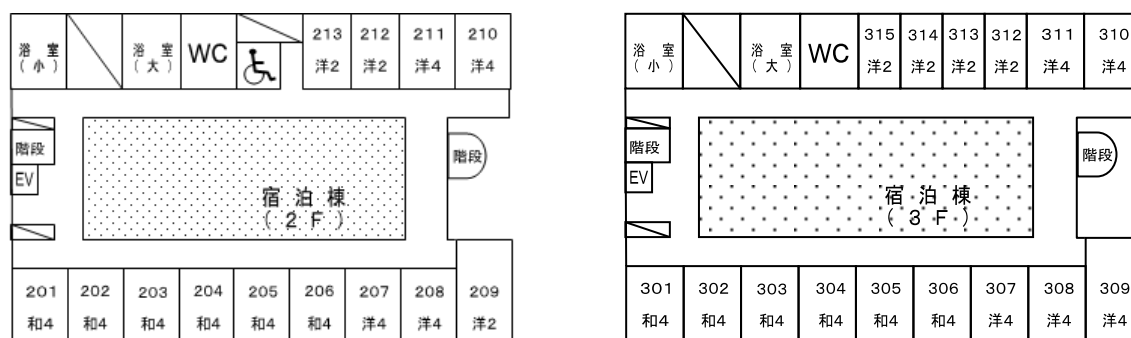 浴室
(小)
浴室
(大)
WC
213
洋2
212
洋2
211
洋4
210
洋4
階段
EV
階段
宿泊棟
(2F)
201
和4
202
和4
203
和4
204
和4
205
和4
206
和4
207
洋4
208
洋4
209
洋2
浴室
(小)
浴室
(大)
WC
315
洋2
314
洋2
313
洋2
312
洋2
311
洋4
310
洋4
階段
EV
階段
宿泊棟
(3F)
301
和4
302
和4
303
和4
304
和4
305
和4
306
和4
307
洋4
308
洋4
309
洋4